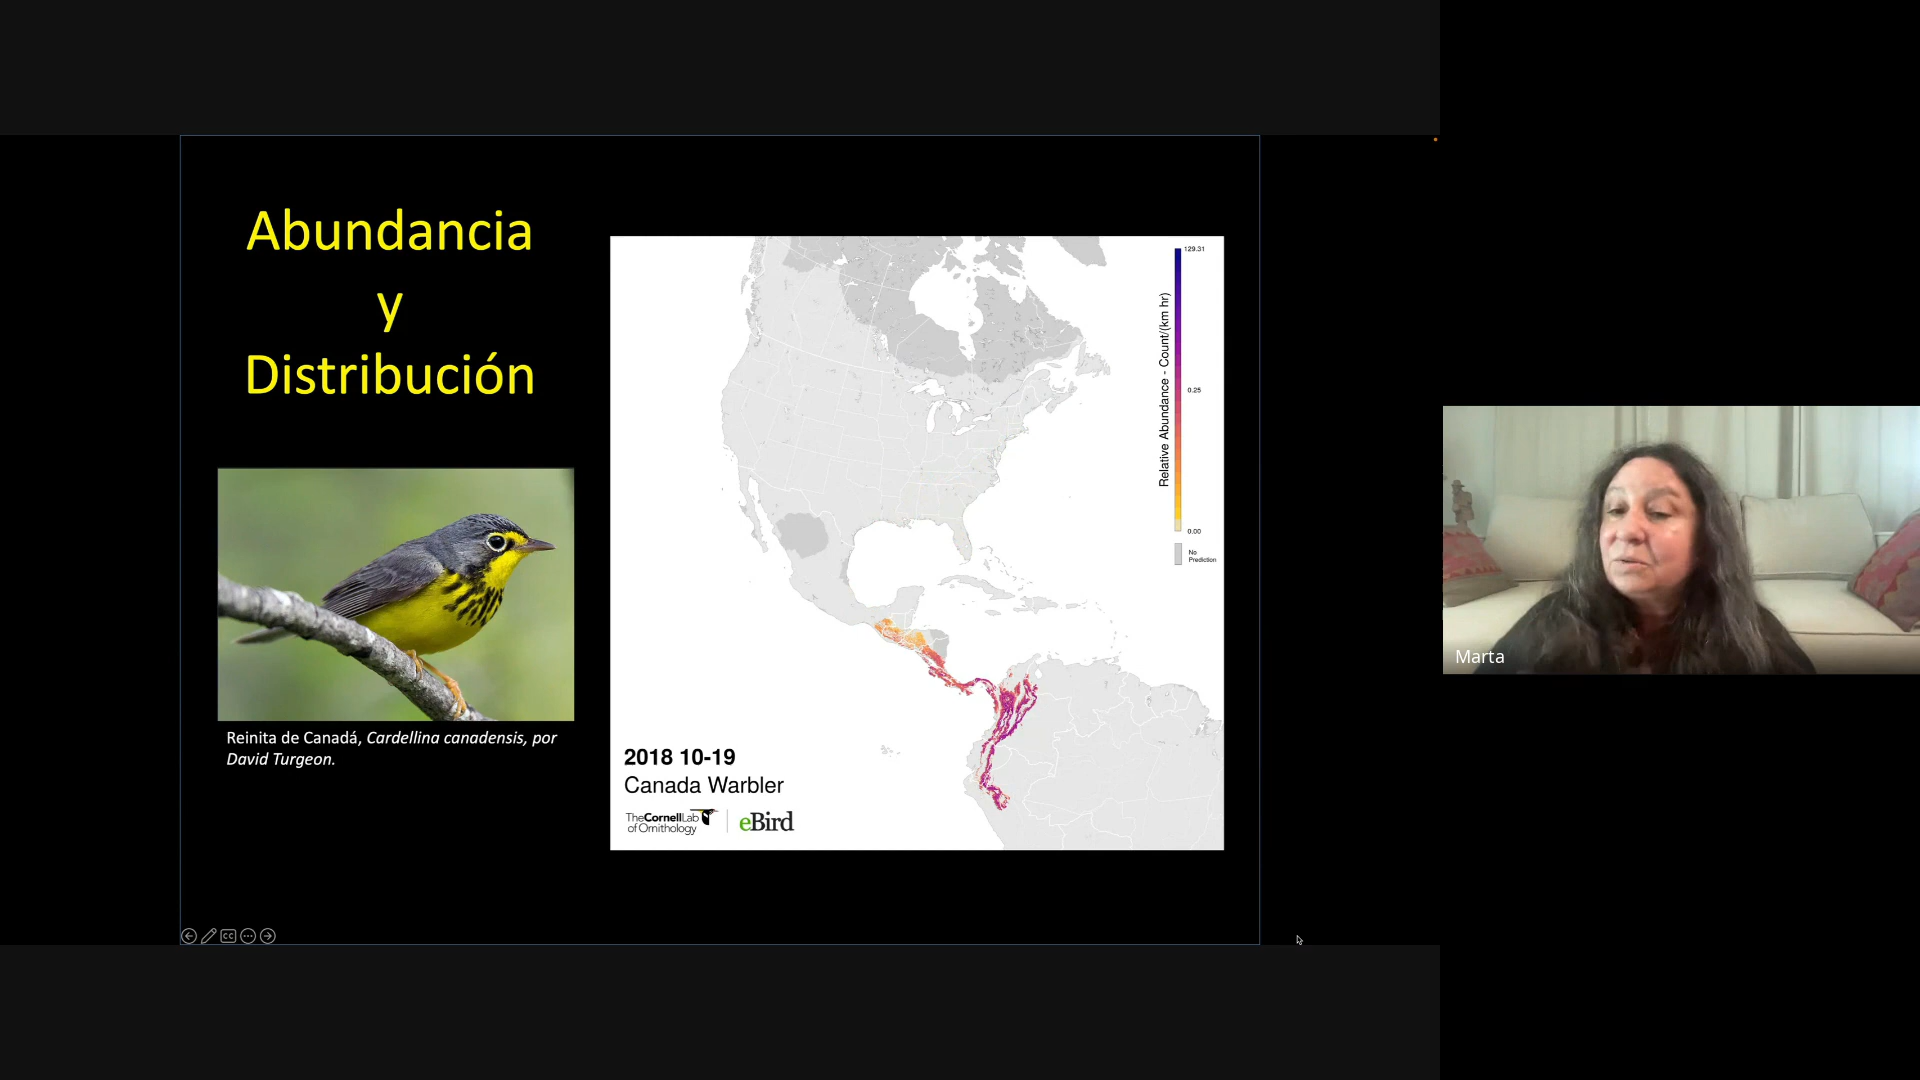 Abundancia
y
Distribución
Reinita de Canadá, Cardellina canadensis, por
David Turgeon.
129.31
Relative Abundance - Count/(km hr)
0.25
0.00
No
Prediction
2018 10-19
Canada Warbler
TheCornellLab
of Ornithology
eBird
CC
Marta